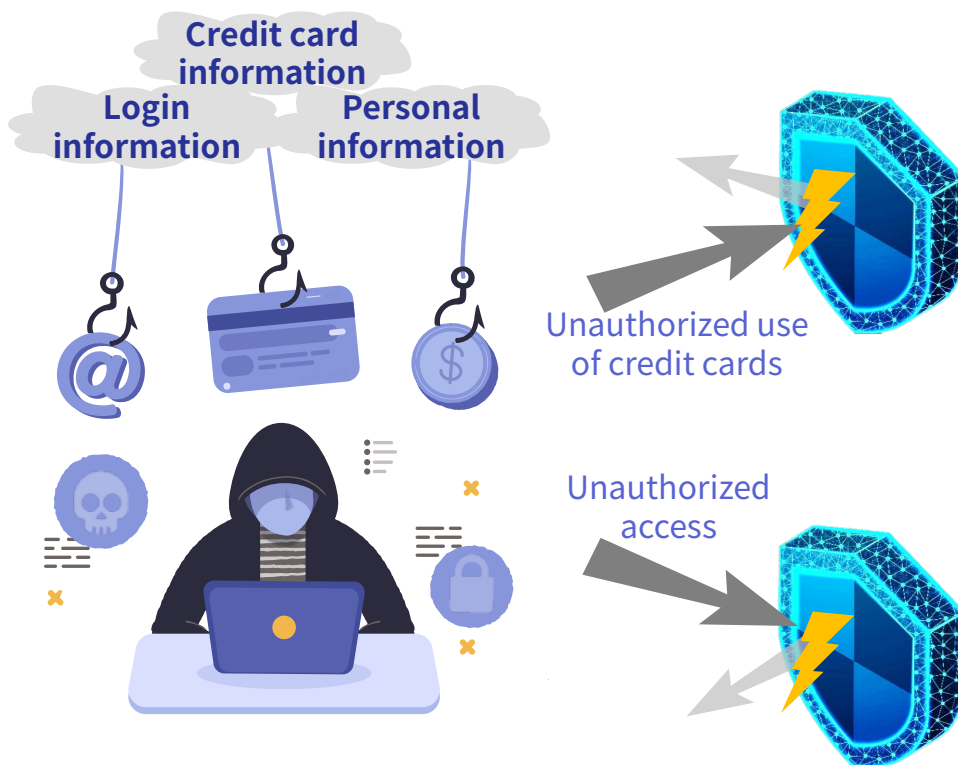 Credit card
information
Login
information
Personal
information
Unauthorized use
of credit cards
Unauthorized
access